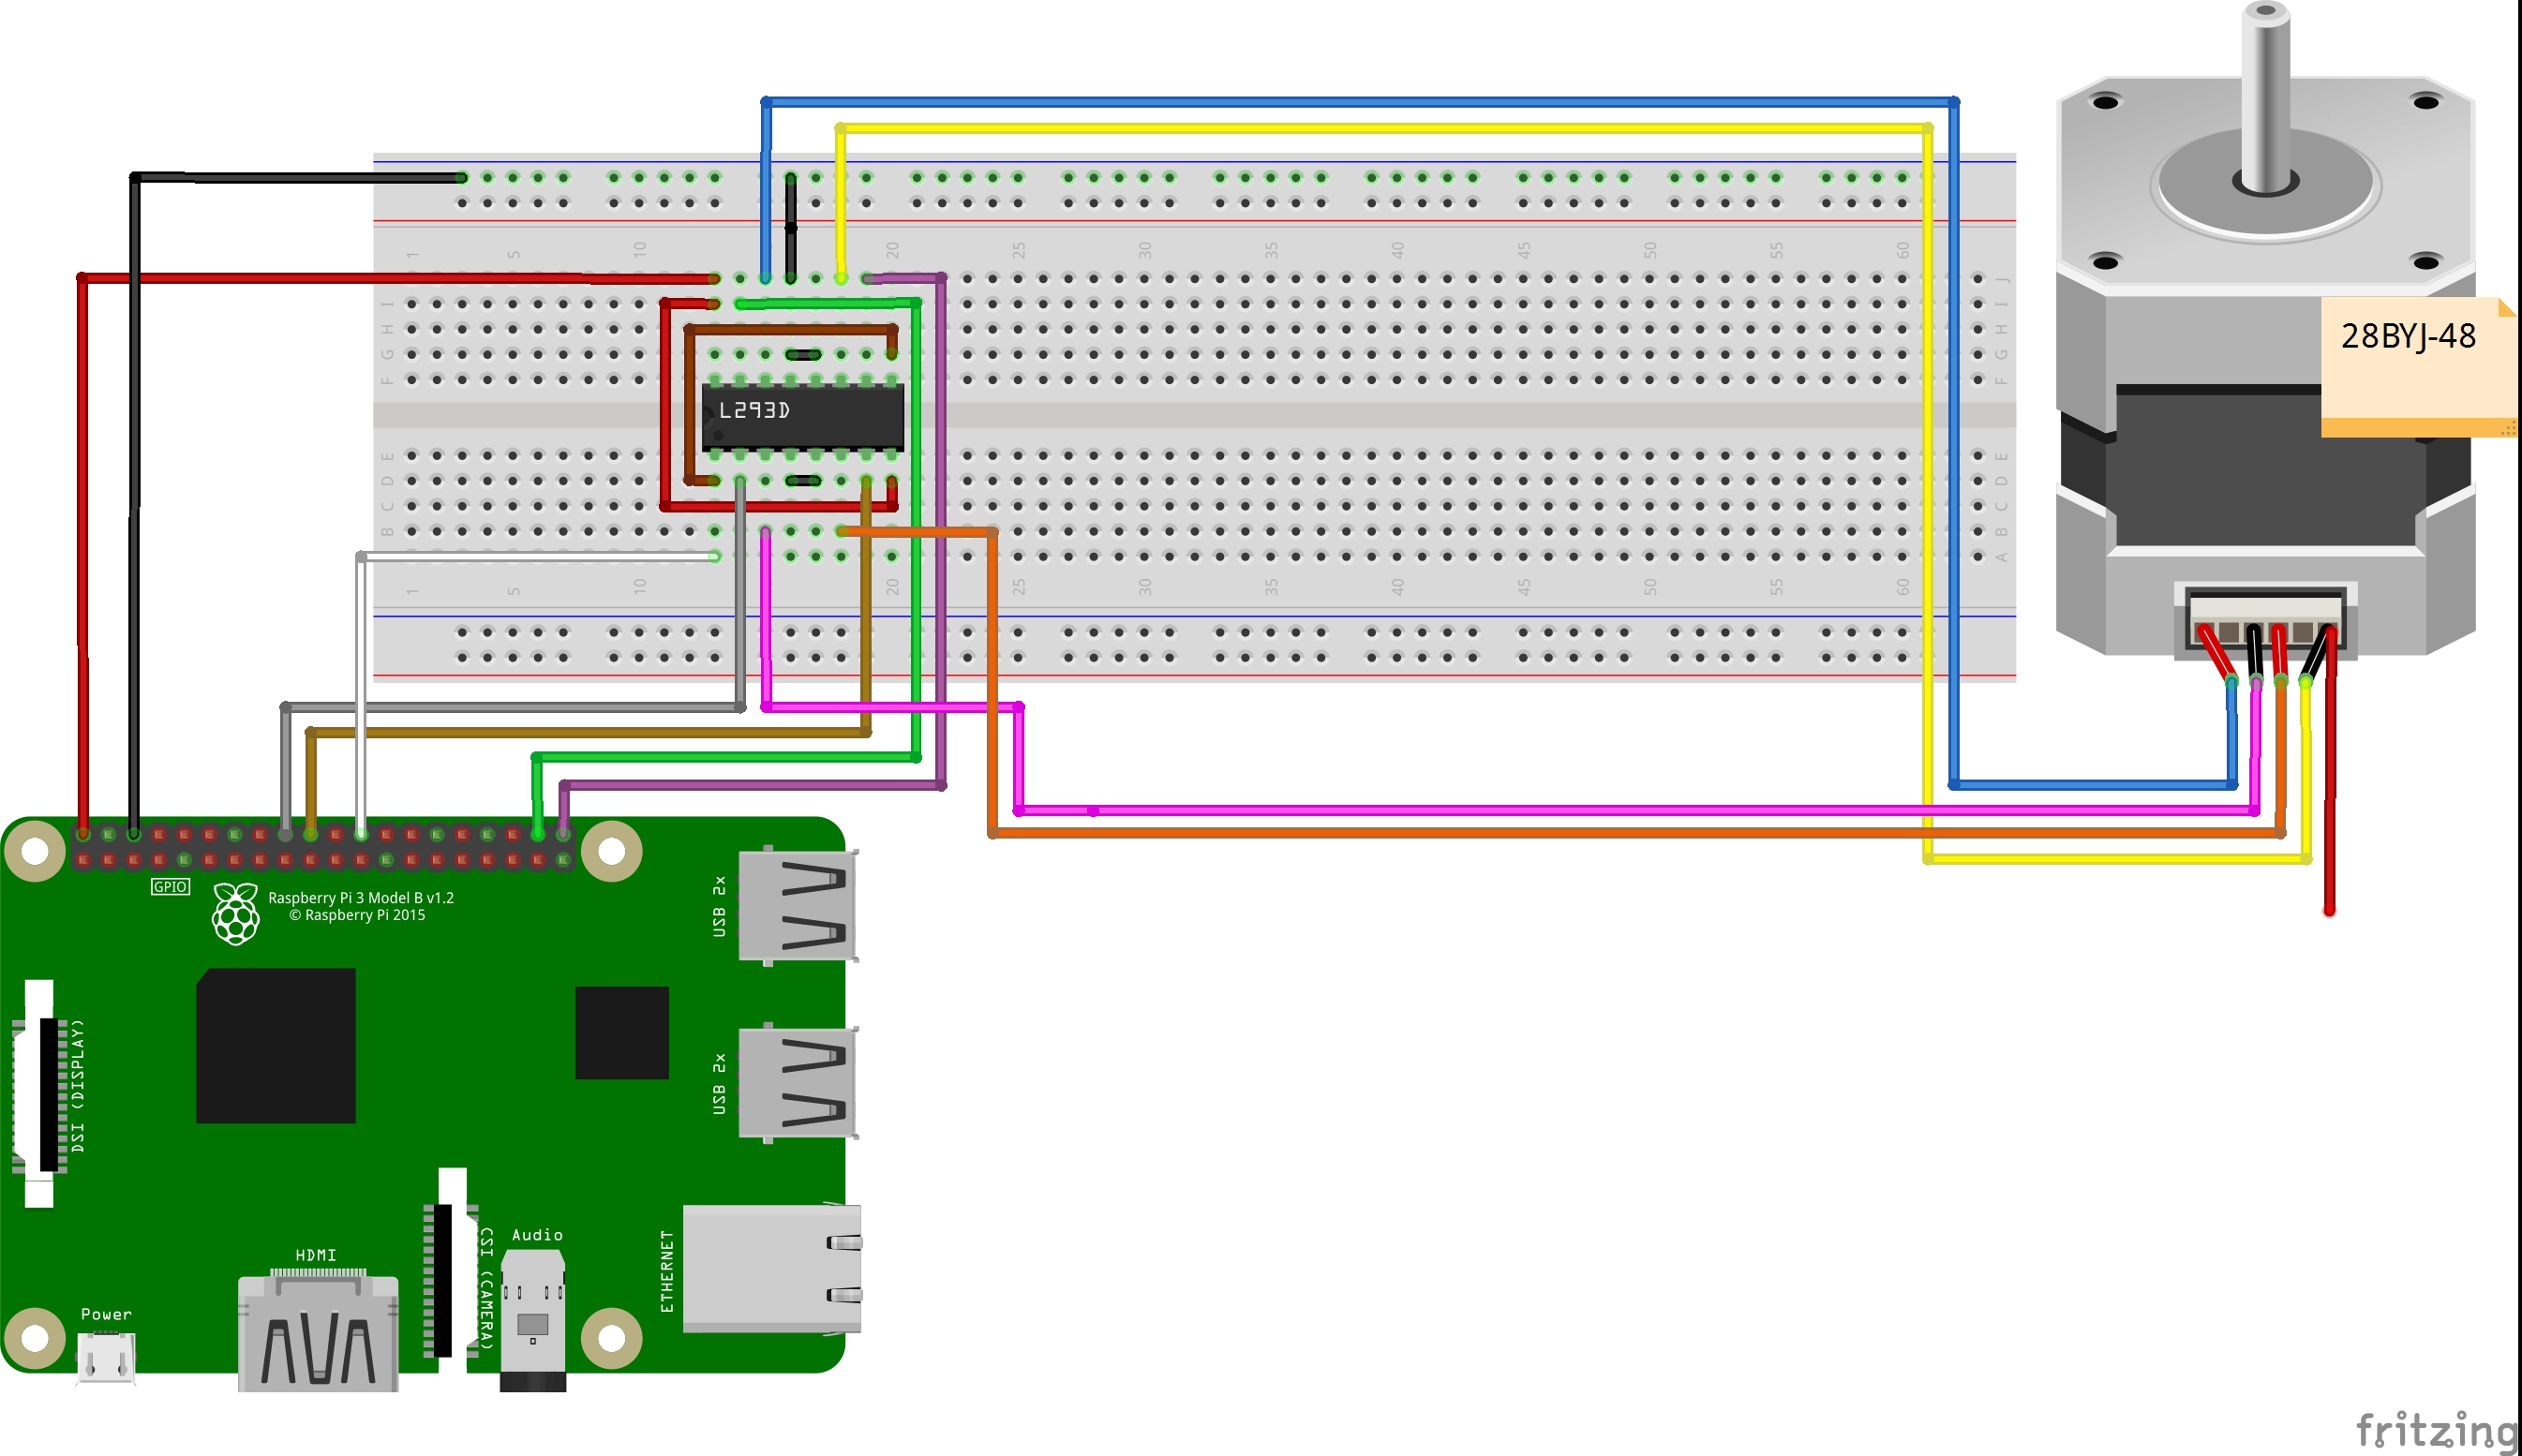 1 5 10 20 25 30 35 40 45 50 55 60
J
I I
H H
G G
F F
L293D
28BYJ-48
E E
D D
C C
B B
A A
1 5 10 20 25 30 35 40 45 50 55 60
GPIO
Raspberry Pi 3 Model B v1.2
© Raspberry Pi 2015
USB 2x
DSI (DISPLAY)
USB 2x
CSI (CAMERA)
Audio
ETHERNET
HDMI
Power
fritzing